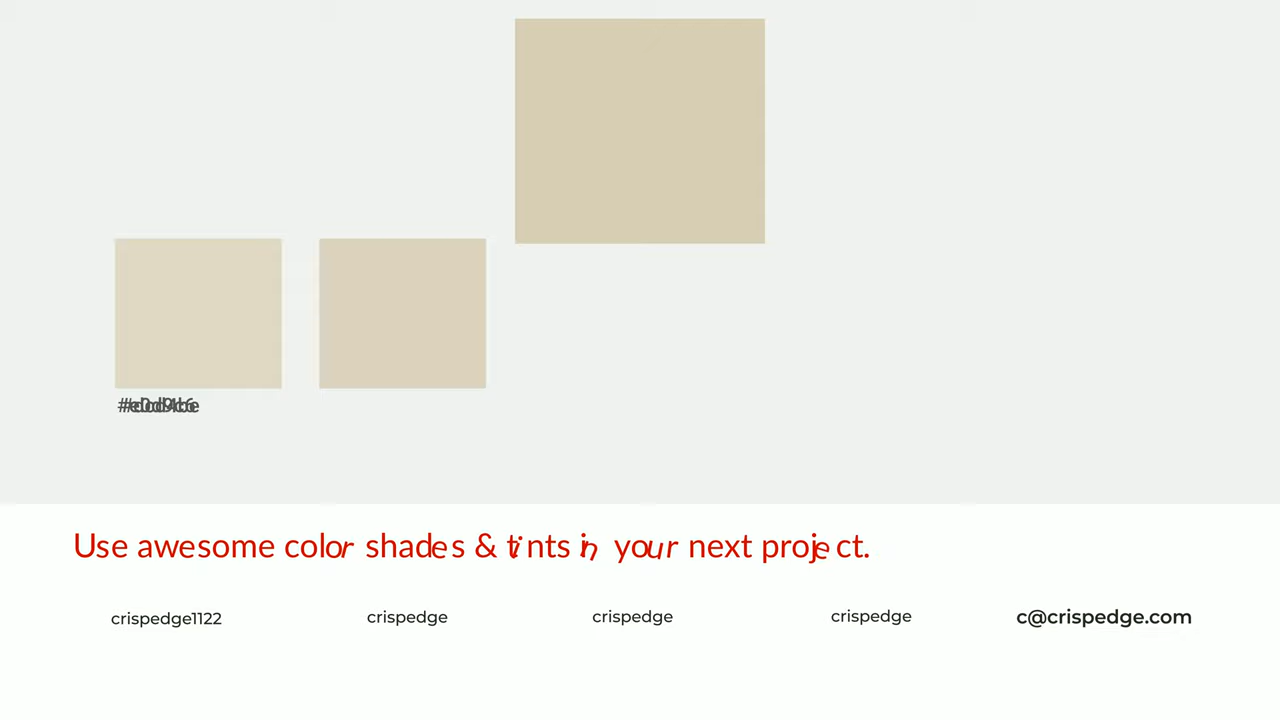 Use awesome color shades & tints in your next project.
crispedge1122 crispedge crispedge crispedge c@crispedge.com